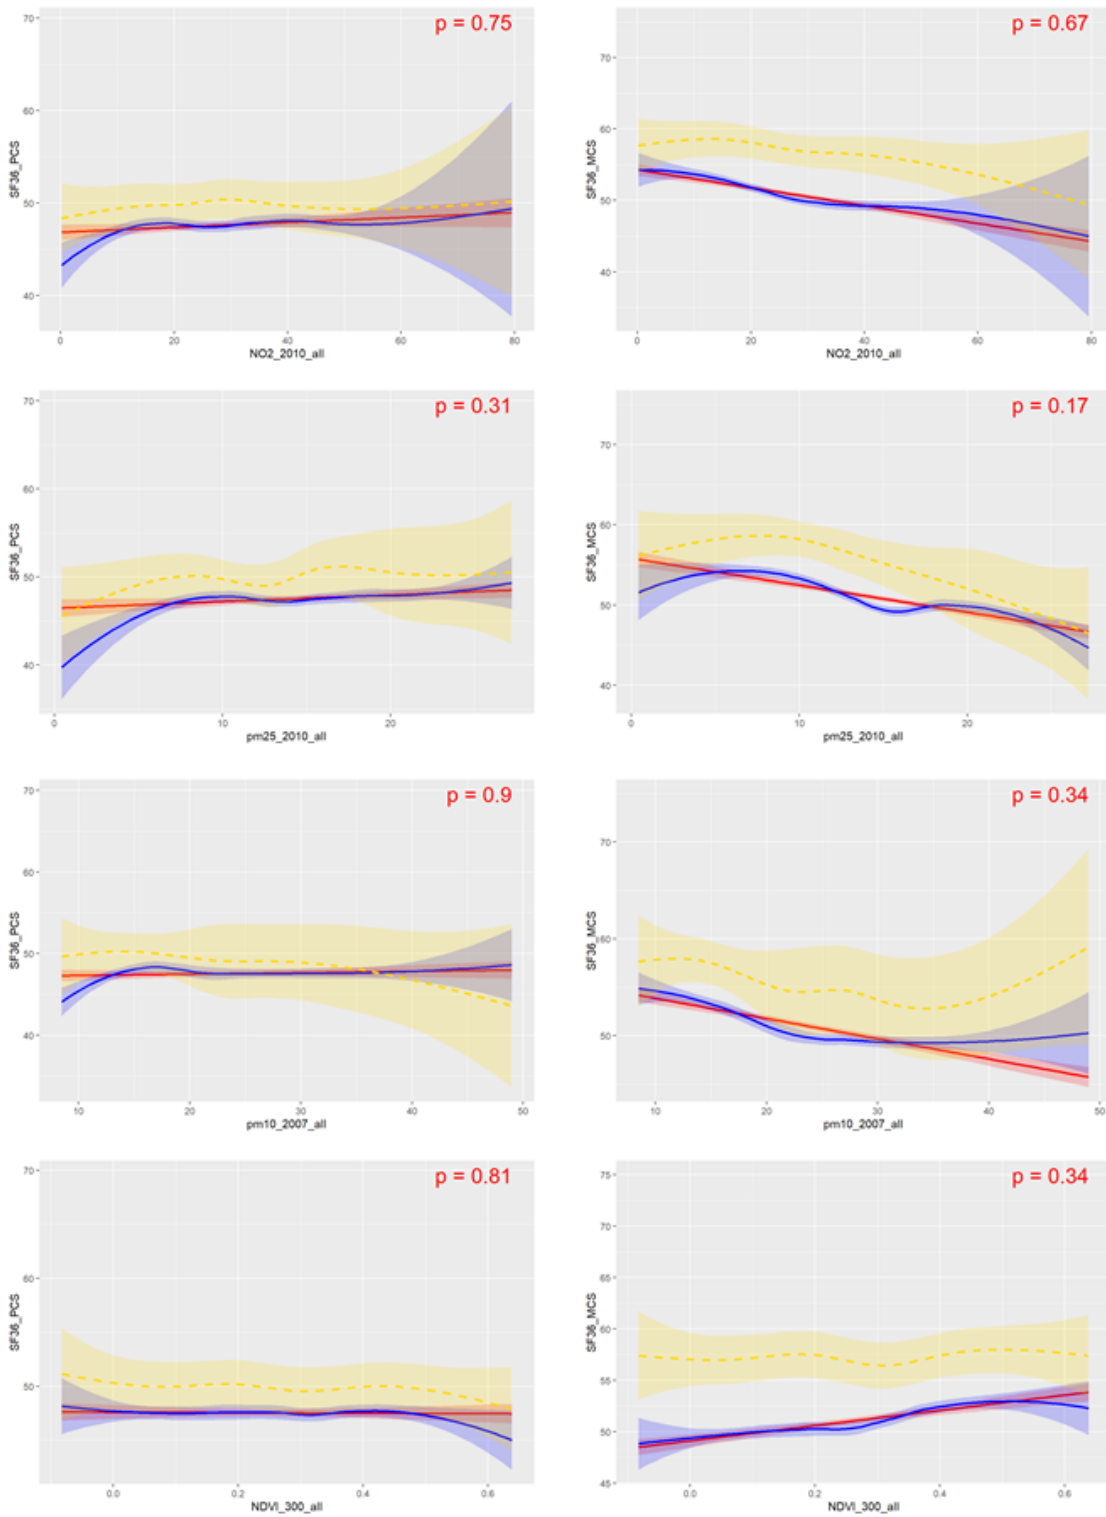 p = 0.75
70
60
50
40
SF36_PCS
0 20 40 60 80
NO2_2010_all
p = 0.67
70
60
50
40
SF36_MCS
0 20 40 60 80
NO2_2010_all
p = 0.31
70
60
50
40
SF36_PCS
0 10 20
pm25_2010_all
p = 0.17
70
60
50
40
SF36_MCS
0 10 20
pm25_2010_all
p = 0.9
70
60
50
40
SF36_PCS
10 20 30 40 50
pm10_2007_all
p = 0.34
70
60
50
SF36_MCS
10 20 30 40 50
pm10_2007_all
p = 0.81
70
60
50
SF36_PCS
0.0 0.2 0.4 0.6
NDVI_300_all
p = 0.34
75
70
65
60
55
50
45
SF36_MCS
0.0 0.2 0.4 0.6
NDVI_300_all